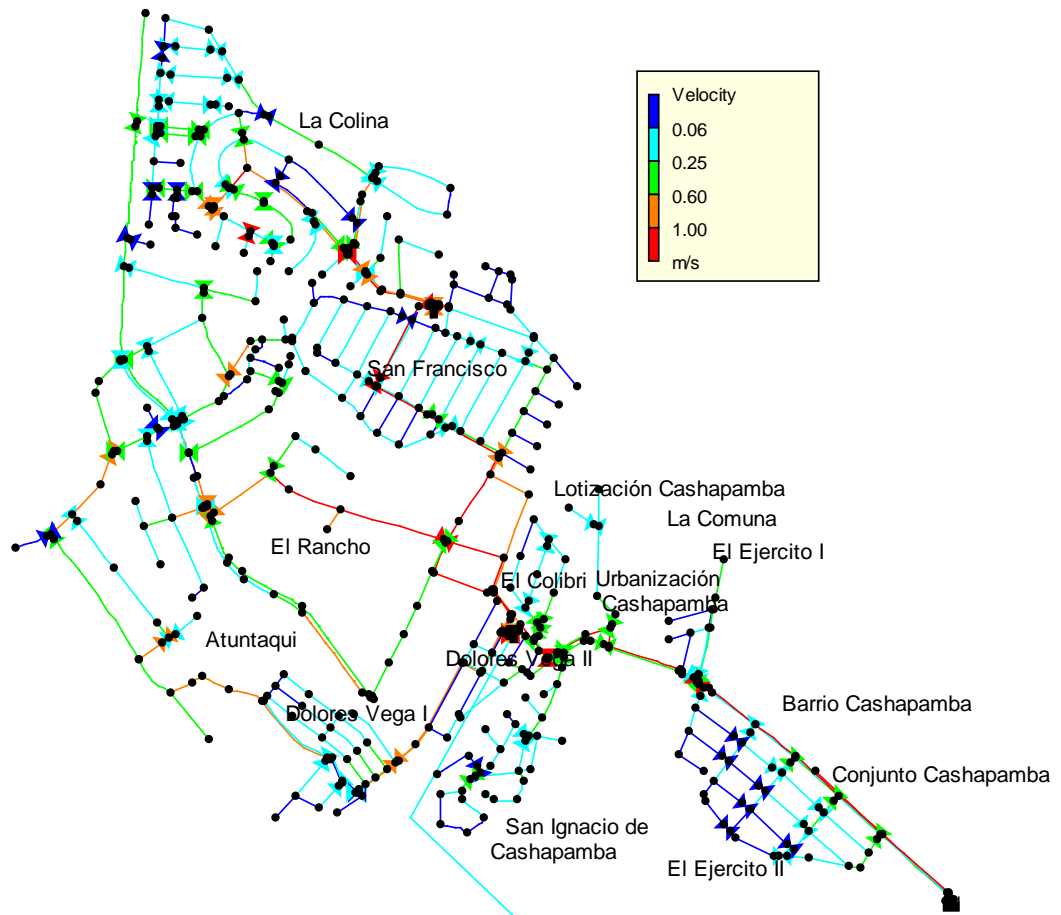 Velocity
0.06
0.25
0.60
1.00
m/s
La Colina
San Francisco
Lotización Cashapamba
La Comuna
El Ejercito I
El Rancho
El Colibri
Urbanización
Cashapamba
Atuntaqui
Dolores Vega II
Dolores Vega I
Barrio Cashapamba
Conjunto Cashapamba
San Ignacio de
Cashapamba
El Ejercito II